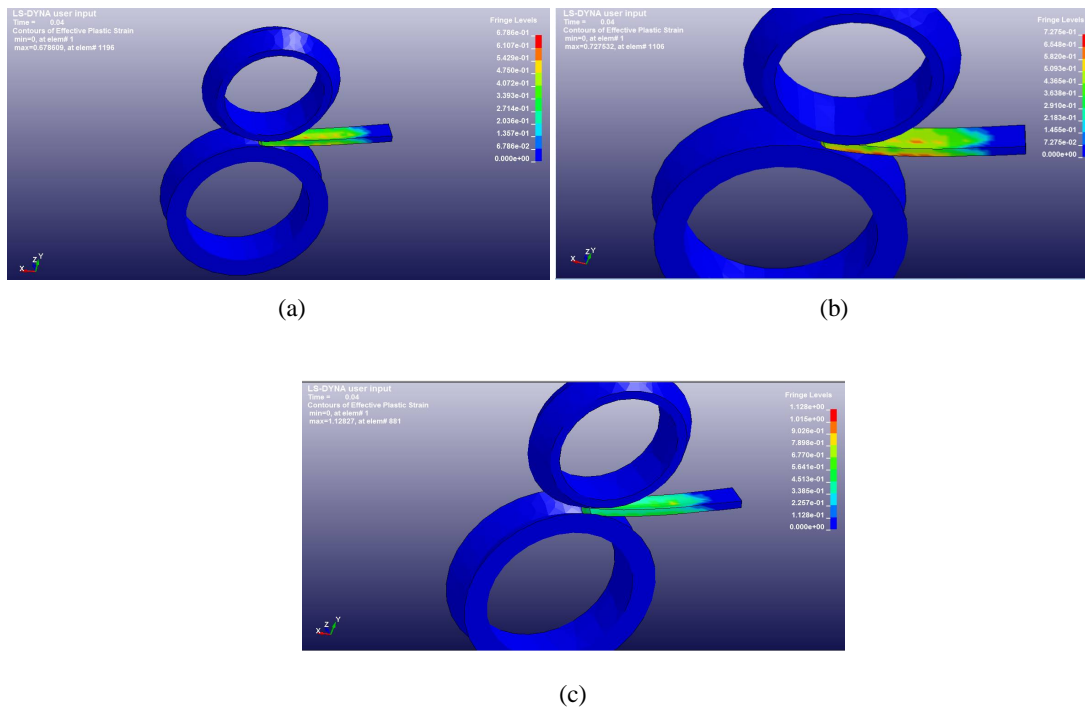 LS-DYNA user input
Time = 0.04
Contours of Effective Plastic Strain
min=0, at elem# 1
max=0.678609, at elem# 1196
Fringe Levels
6.786e-01
6.107e-01
5.429e-01
4.750e-01
4.072e-01
3.393e-01
2.714e-01
2.036e-01
1.357e-01
6.786e-02
0.000e+00
X
Z
Y
(a)
LS-DYNA user input
Time = 0.04
Contours of Effective Plastic Strain
min=0, at elem# 1
max=0.727532, at elem# 1106
Fringe Levels
7.275e-01
6.548e-01
5.820e-01
5.093e-01
4.365e-01
3.638e-01
2.910e-01
2.183e-01
1.455e-01
7.275e-02
0.000e+00
X
Z
Y
(b)
LS-DYNA user input
Time = 0.04
Contours of Effective Plastic Strain
min=0, at elem# 1
max=1.12827, at elem# 881
Fringe Levels
1.128e+00
1.015e+00
9.026e-01
7.898e-01
6.770e-01
5.641e-01
4.513e-01
3.385e-01
2.257e-01
1.128e-01
0.000e+00
X
Z
Y
(c)